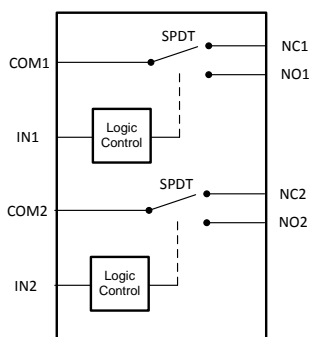 SPDT
NC1
COM1
NO1
IN1
Logic
Control
SPDT
NC2
COM2
NO2
IN2
Logic
Control